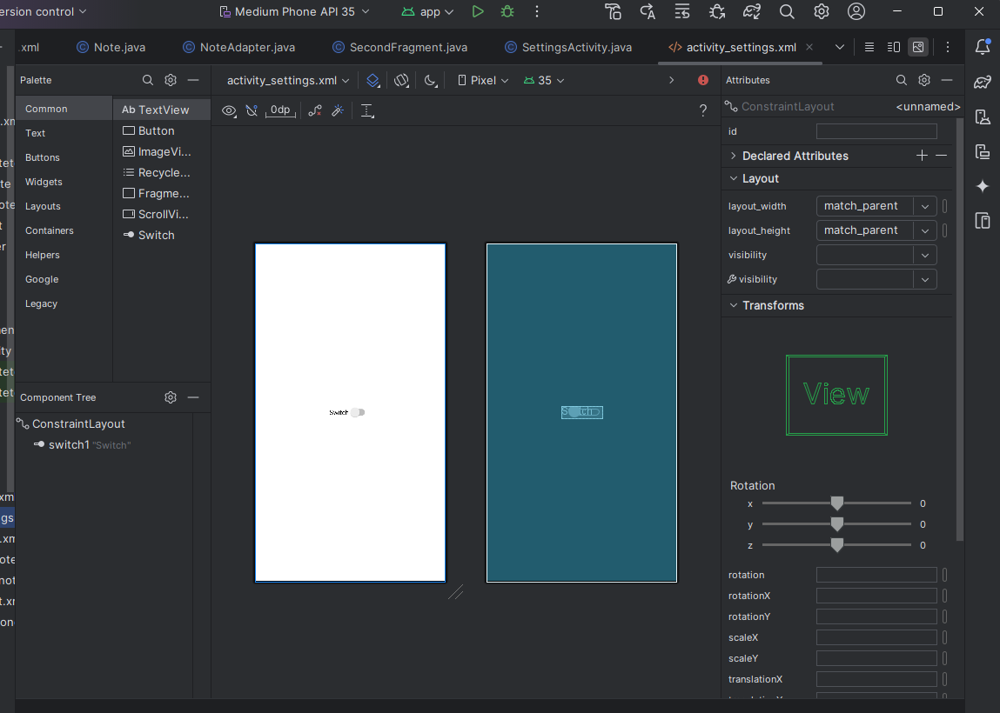 ersion control
Medium Phone API 35
app
.xml
Note.java
NoteAdapter.java
SecondFragment.java
SettingsActivity.java
activity_settings.xml
Palette
activity_settings.xml
Pixel
35
Attributes
Common
Text
Buttons
Widgets
Layouts
Containers
Helpers
Google
Legacy
Ab TextView
Button
ImageVi...
Recycle...
Fragme...
ScrollVi...
Switch
0dp
?
ConstraintLayout
<unnamed>
id
Declared Attributes
Layout
layout_width match_parent
layout_height match_parent
visibility
visibility
Transforms
View
Switch
Switch
Component Tree
ConstraintLayout
switch1 "Switch"
Rotation
x 0
y 0
z 0
rotation
rotationX
rotationY
scaleX
scaleY
translationX